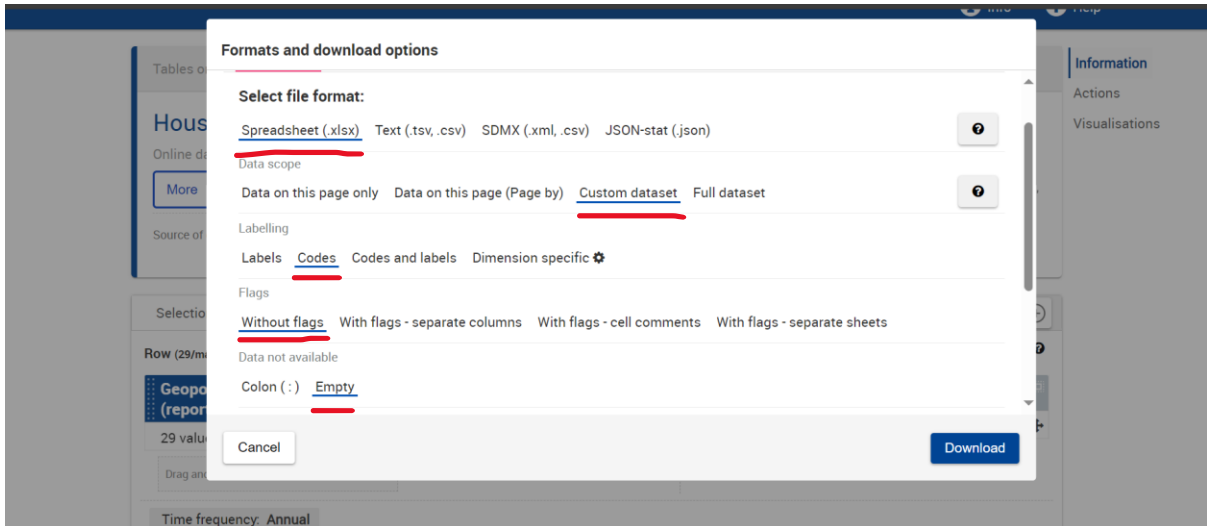 Info Help
Formats and download options
Tables o
Information
Select file format:
Actions
Hous
Spreadsheet (.xlsx) Text (.tsv, .csv) SDMX (.xml, .csv) JSON-stat (.json)
Visualisations
Online da
Data scope
More
Data on this page only Data on this page (Page by) Custom dataset Full dataset
Source of
Labelling
Labels Codes Codes and labels Dimension specific
Flags
Selectio
Without flags With flags - separate columns With flags - cell comments With flags - separate sheets
Row (29/ma
Data not available
Geopo
Colon ( : ) Empty
(report
29 valu
Cancel
Download
Drag and
Time frequency: Annual